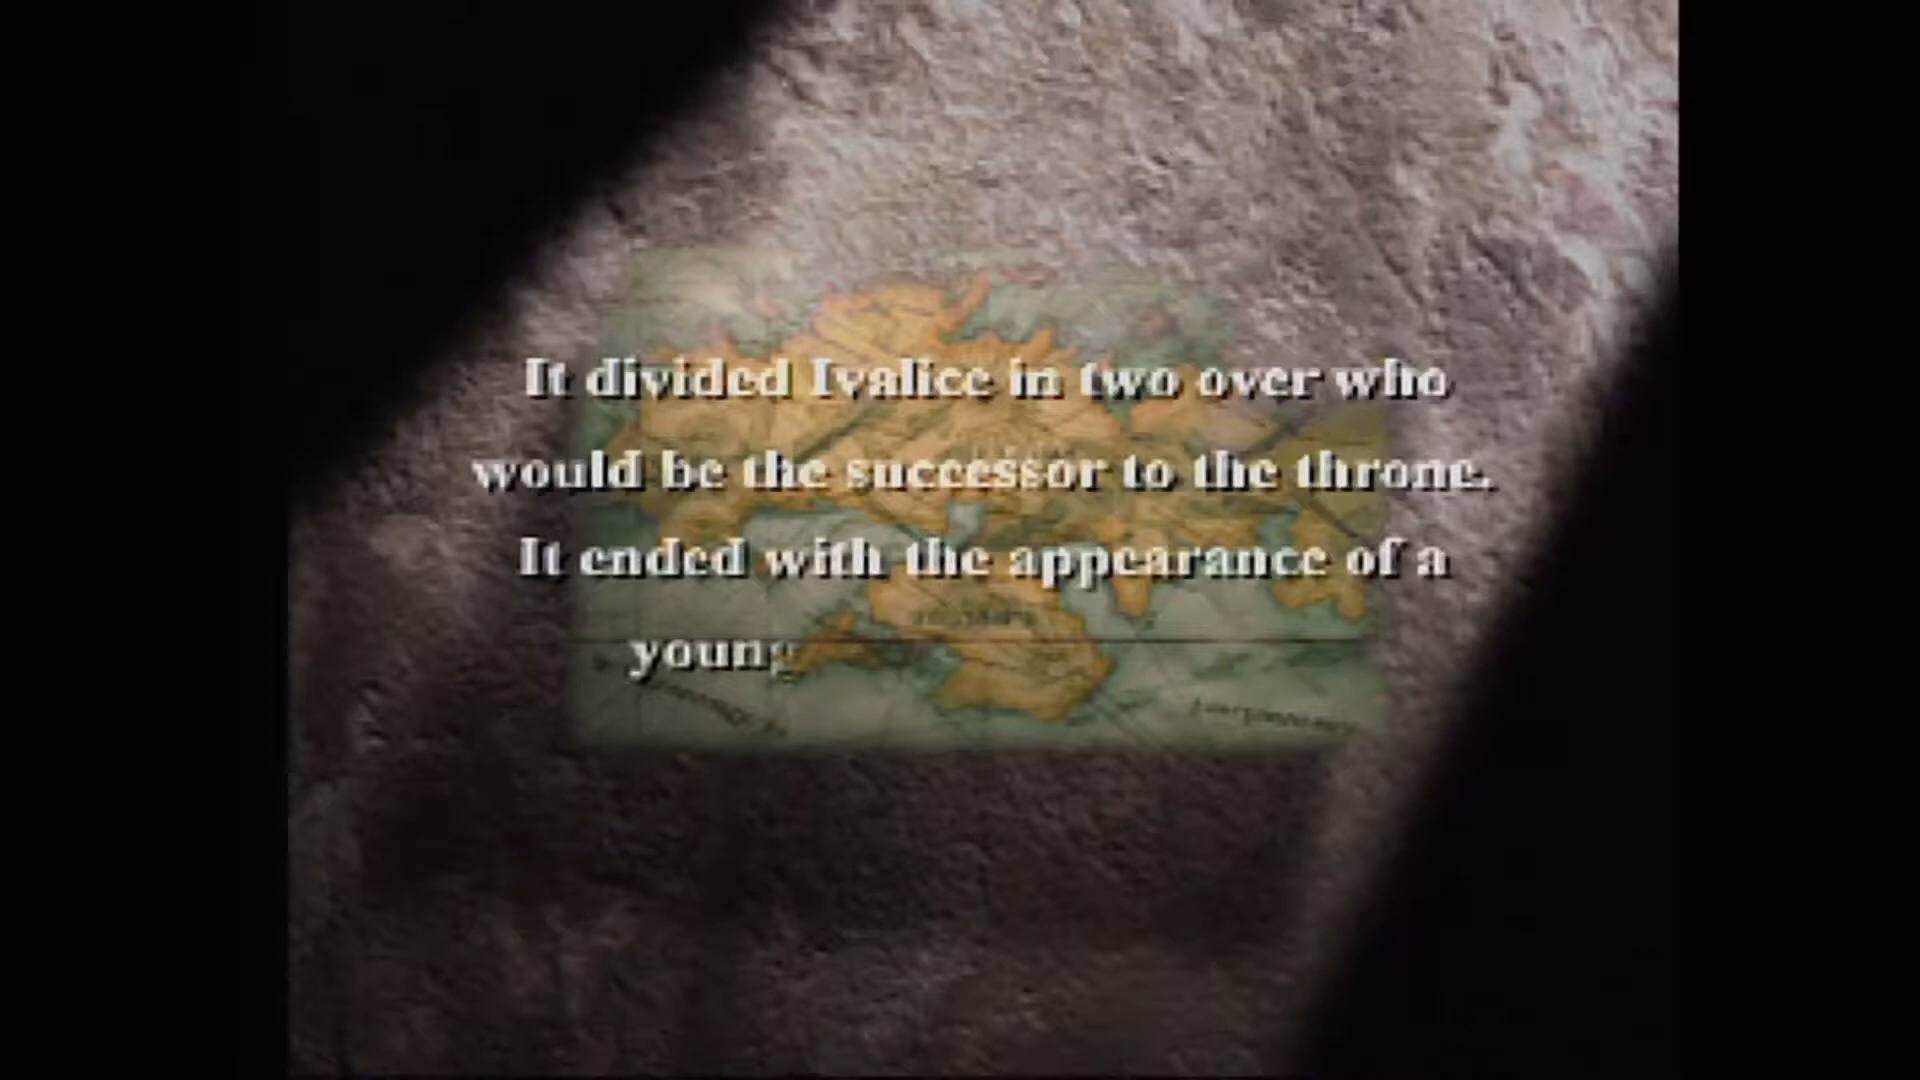 It divided Ivalice in two over who
would be the successor to the throne.
It ended with the appearance of a
young